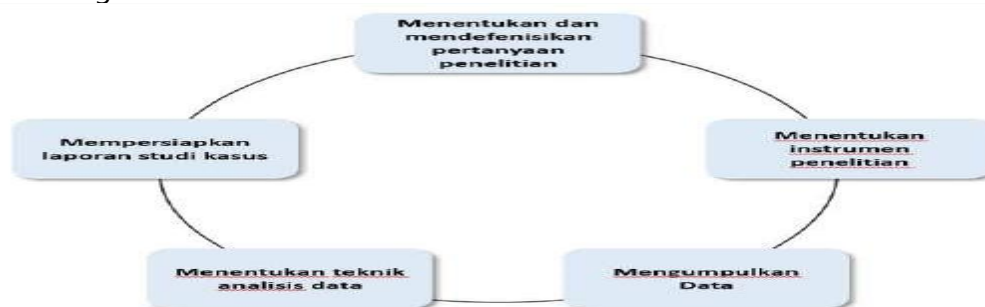 Menentukan dan
mendefenisikan
pertanyaan
penelitian
Menentukan
instrumen
penelitian
Mengumpulkan
Data
Menentukan teknik
analisis data
Mempersiapkan
laporan studi kasus